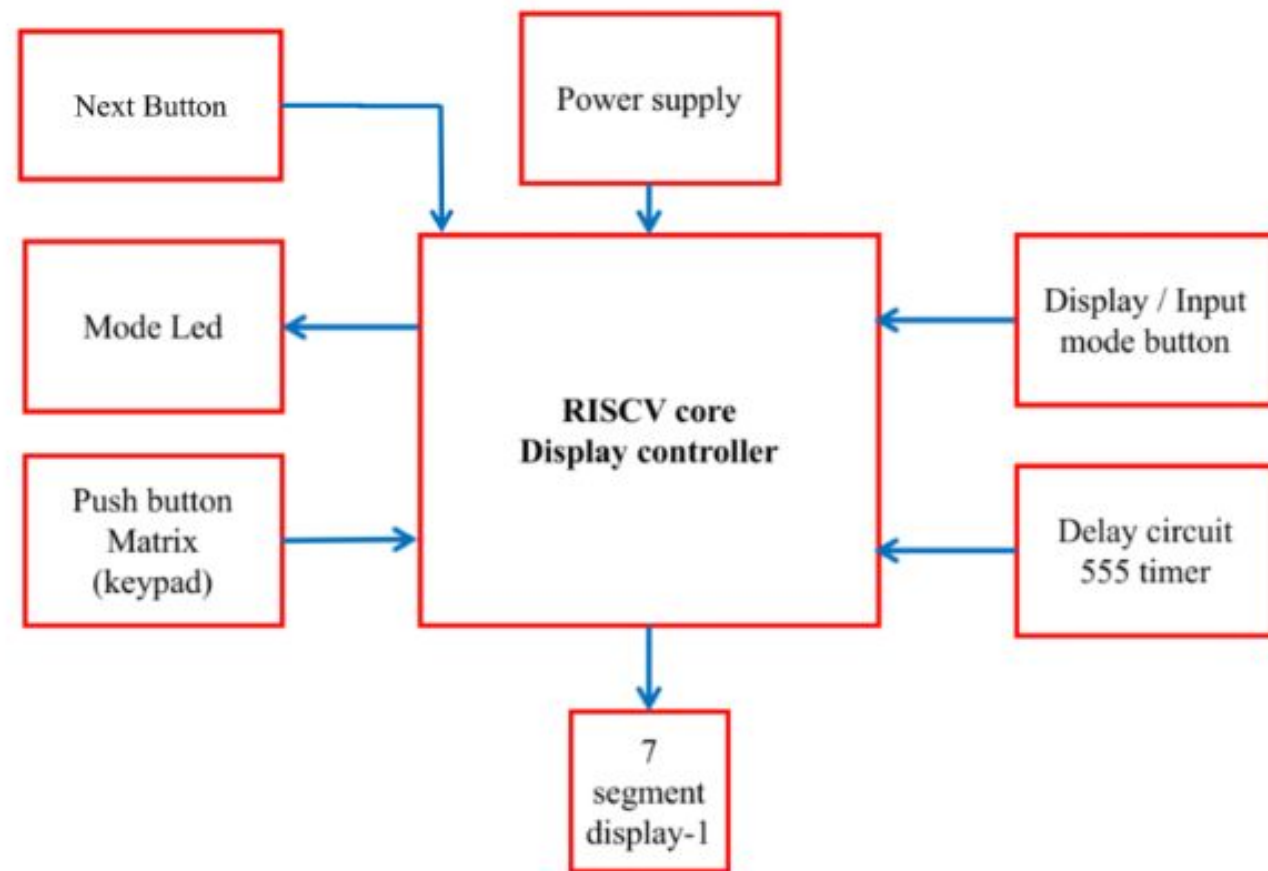 Next Button
Power supply
Mode Led
RISCV core
Display controller
Display / Input
mode button
Push button
Matrix
(keypad)
Delay circuit
555 timer
7
segment
display-1